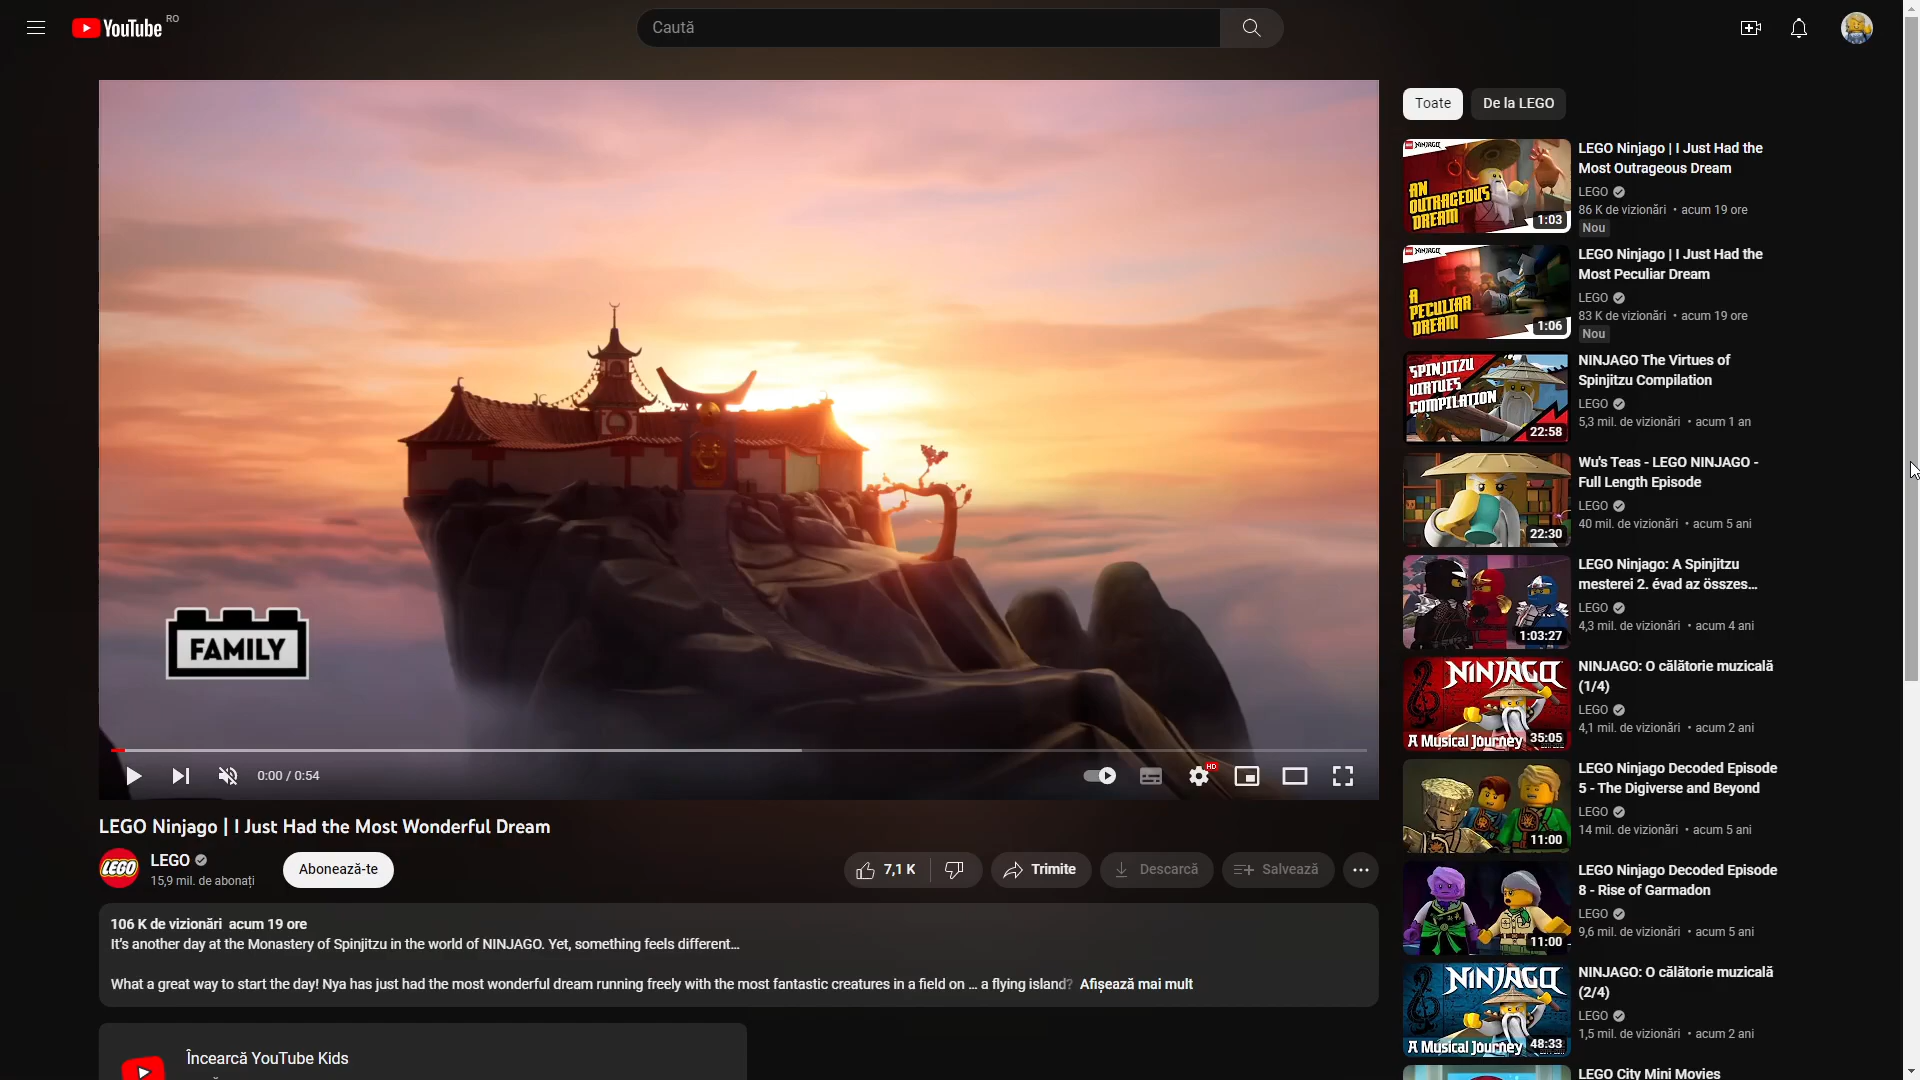 YouTube RO
Caută
FAMILY
0:00 / 0:54
HD
LEGO Ninjago | I Just Had the Most Wonderful Dream
LEGO
LEGO
15,9 mil. de abonați
Abonează-te
7,1 K
Trimite
Descarcă
Salvează
106 K de vizionări acum 19 ore
It's another day at the Monastery of Spinjitzu in the world of NINJAGO. Yet, something feels different...
What a great way to start the day! Nya has just had the most wonderful dream running freely with the most fantastic creatures in a field on ... a flying island? Afișează mai mult
Încearcă YouTube Kids
Toate
De la LEGO
NINJAGO
AN
OUTRAGEOUS
DREAM
1:03
LEGO Ninjago | I Just Had the
Most Outrageous Dream
LEGO
86 K de vizionări • acum 19 ore
Nou
NINJAGO
A
PECULIAR
DREAM
1:06
LEGO Ninjago | I Just Had the
Most Peculiar Dream
LEGO
83 K de vizionări • acum 19 ore
Nou
SPINJITZU
VIRTUES
COMPILATION
22:58
NINJAGO The Virtues of
Spinjitzu Compilation
LEGO
5,3 mil. de vizionări • acum 1 an
22:30
Wu's Teas - LEGO NINJAGO -
Full Length Episode
LEGO
40 mil. de vizionări • acum 5 ani
1:03:27
LEGO Ninjago: A Spinjitzu
mesterei 2. évad az összes...
LEGO
4,3 mil. de vizionări • acum 4 ani
NINJAGO
A Musical Journey 35:05
NINJAGO: O călătorie muzicală
(1/4)
LEGO
4,1 mil. de vizionări • acum 2 ani
11:00
LEGO Ninjago Decoded Episode
5 - The Digiverse and Beyond
LEGO
14 mil. de vizionări • acum 5 ani
11:00
LEGO Ninjago Decoded Episode
8 - Rise of Garmadon
LEGO
9,6 mil. de vizionări • acum 5 ani
NINJAGO
A Musical Journey 48:33
NINJAGO: O călătorie muzicală
(2/4)
LEGO
1,5 mil. de vizionări • acum 2 ani
LEGO City Mini Movies